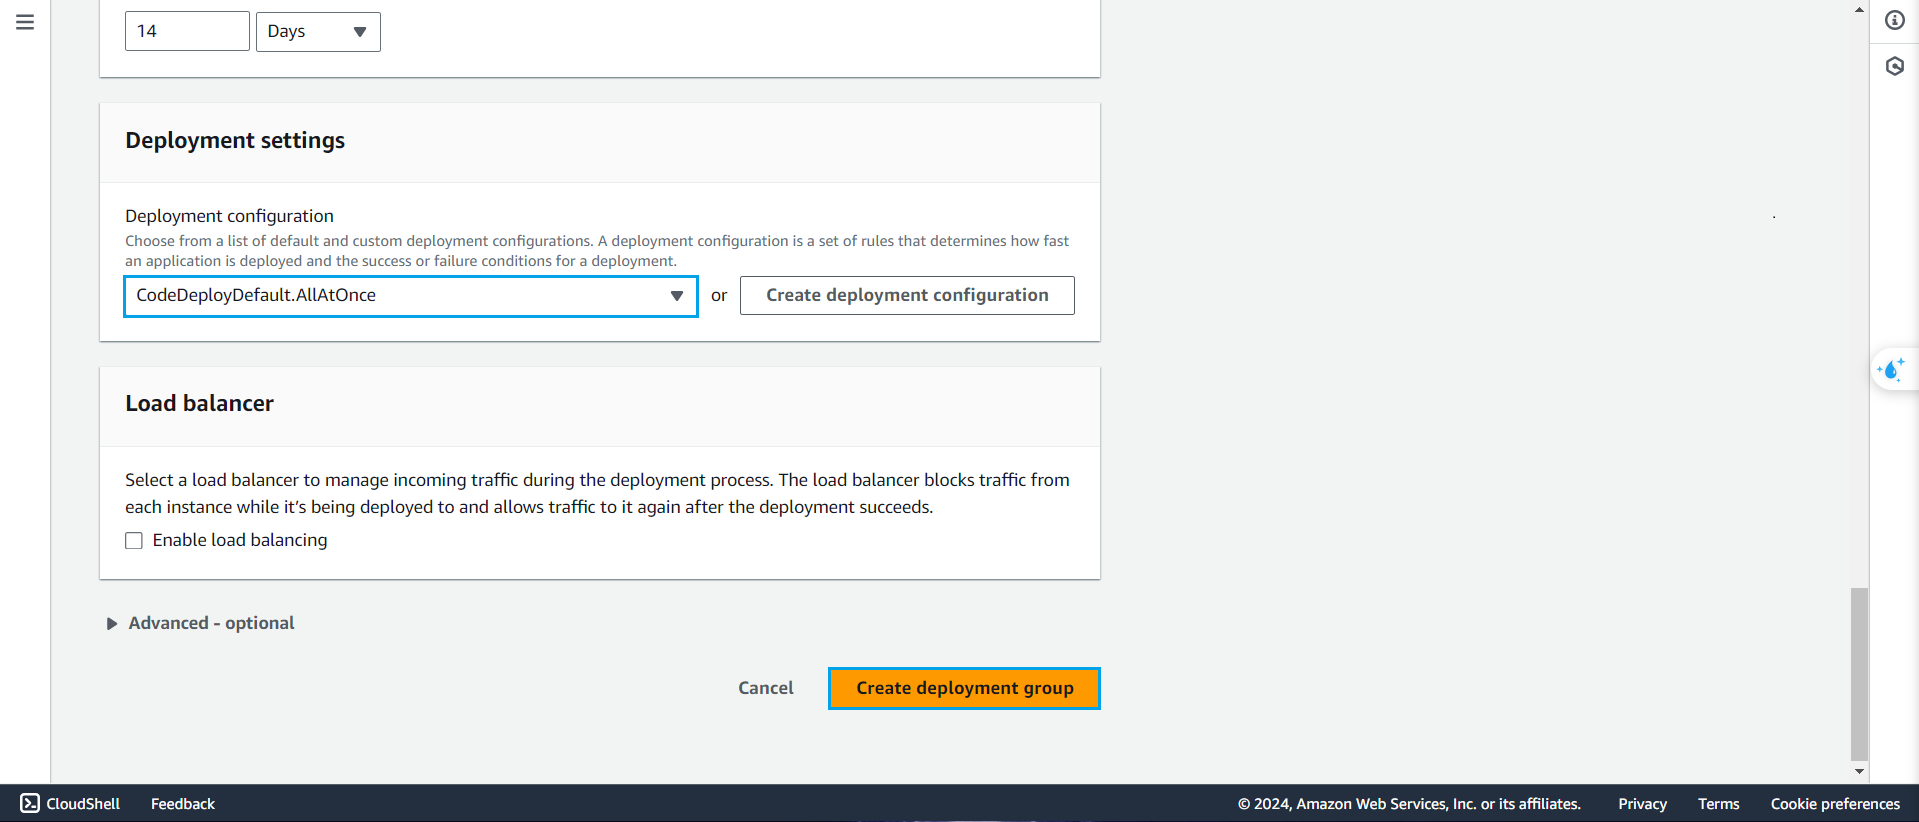 14
Days
Deployment settings
Deployment configuration
Choose from a list of default and custom deployment configurations. A deployment configuration is a set of rules that determines how fast
an application is deployed and the success or failure conditions for a deployment.
CodeDeployDefault.AllAtOnce
or
Create deployment configuration
Load balancer
Select a load balancer to manage incoming traffic during the deployment process. The load balancer blocks traffic from
each instance while it’s being deployed to and allows traffic to it again after the deployment succeeds.
Enable load balancing
Advanced - optional
Cancel
Create deployment group
CloudShell
Feedback
© 2024, Amazon Web Services, Inc. or its affiliates.
Privacy
Terms
Cookie preferences